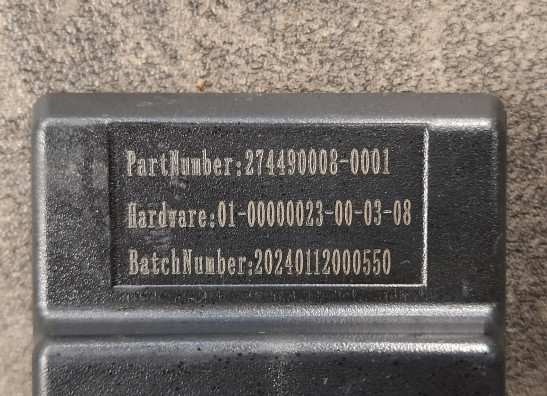 PartNumber:274490008-0001
Hardware:01-00000023-00-03-08
BatchNumber:20240112000550